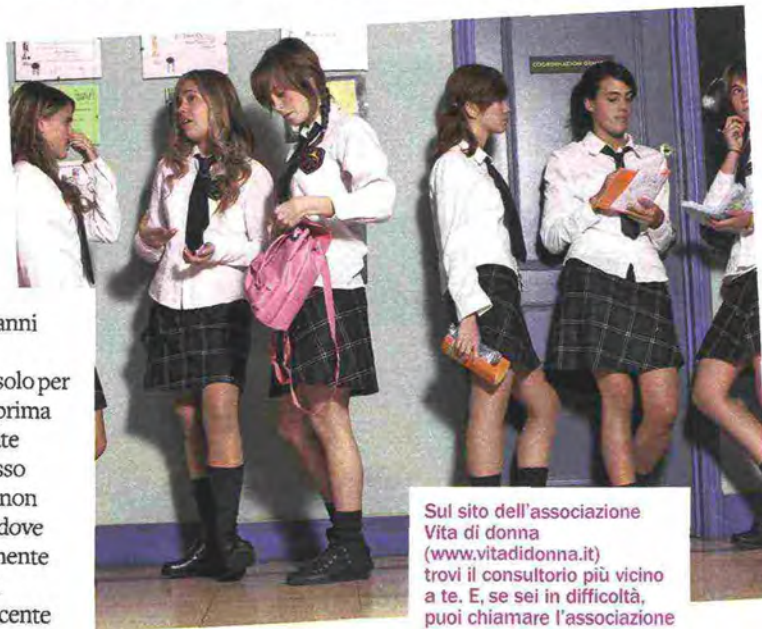 COORDINNAZION
anni
solo per
prima
te
sso
non
dove
mente
cente
Sul sito dell'associazione
Vita di donna
(www.vitadidonna.it)
trovi il consultorio più vicino
a te. E, se sei in difficoltà,
puoi chiamare l'associazione